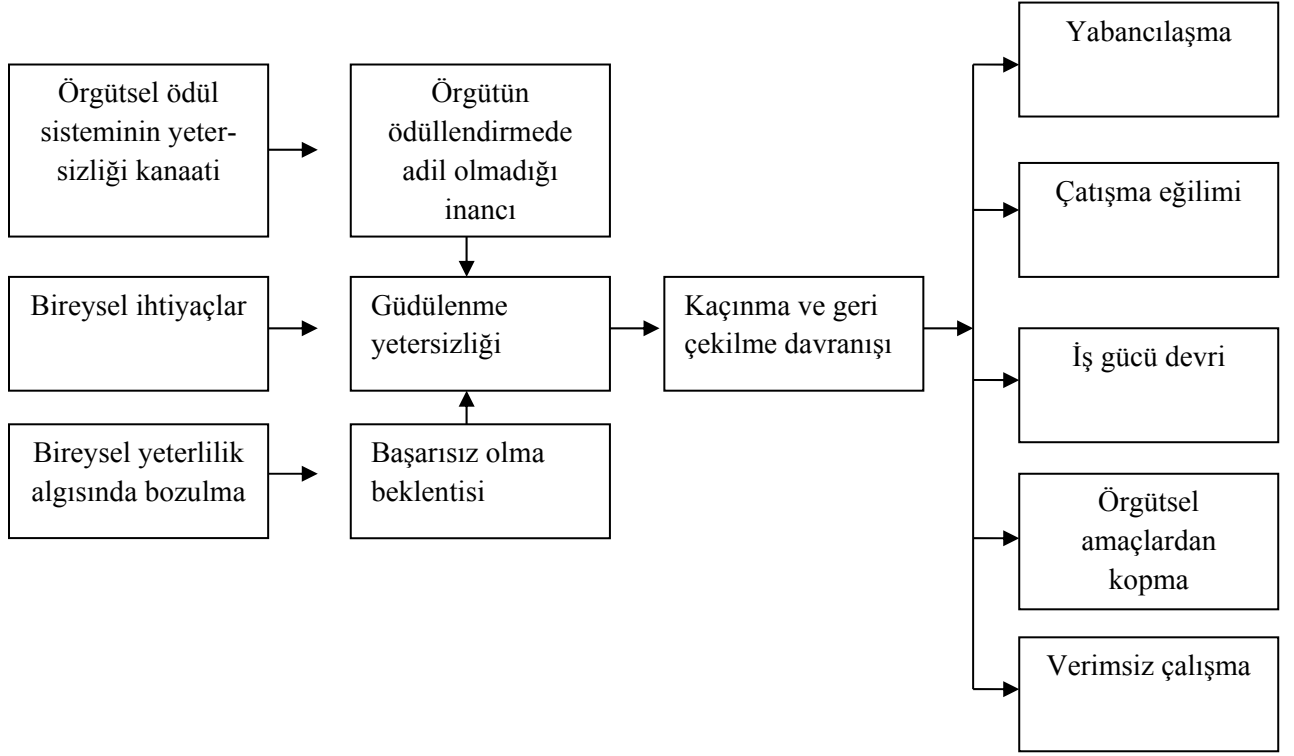 Örgütsel ödül
sisteminin yeter-
sizliği kanaati
Örgütün
ödüllendirmede
adil olmadığı
inancı
Bireysel ihtiyaçlar
Güdülenme
yetersizliği
Kaçınma ve geri
çekilme davranışı
Bireysel yeterlilik
algısında bozulma
Başarısız olma
beklentisi
Yabancılaşma
Çatışma eğilimi
İş gücü devri
Örgütsel
amaçlardan
kopma
Verimsiz çalışma